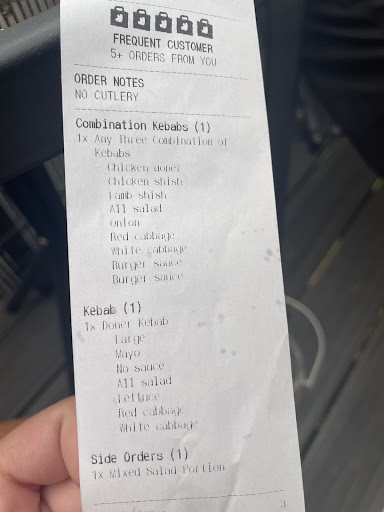 FREQUENT CUSTOMER
5+ ORDERS FROM YOU
ORDER NOTES
NO CUTLERY
Combination Kebabs (1)
1x Any Three Combination of
Kebabs
Chicken doner
Chicken shish
Lamb shish
All salad
Onion
Red cabbage
White cabbage
Burger sauce
Burger sauce
Kebab (1)
1x Doner Kebab
Large
Mayo
No sauce
All salad
Lettuce
Red cabbage
White cabbage
Side Orders (1)
1x Mixed Salad Portion